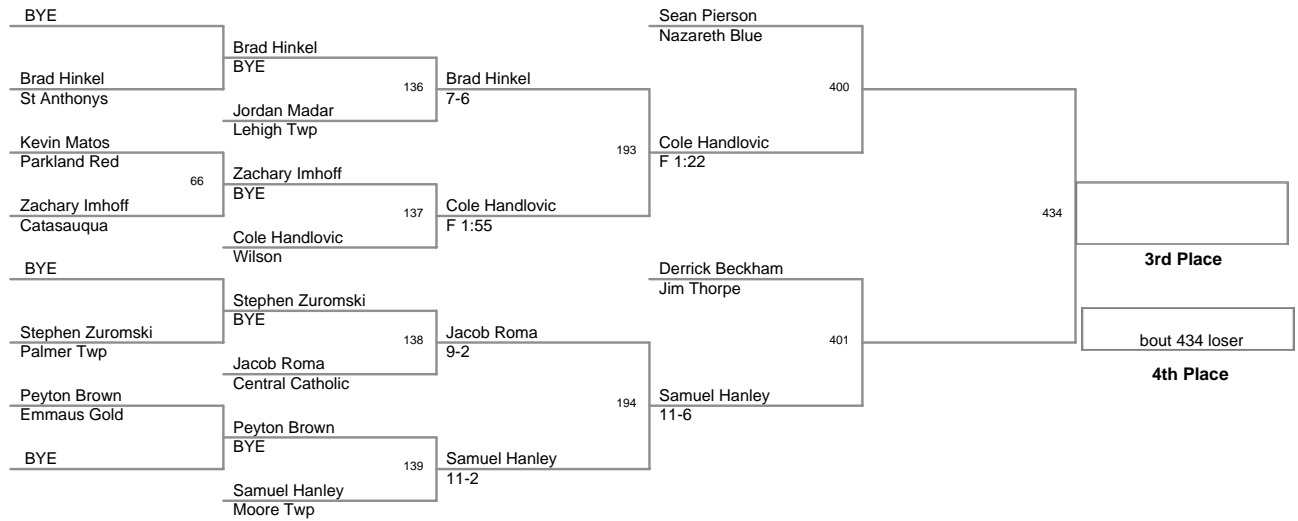 BYE
Brad Hinkel
St Anthonys
Kevin Matos
Parkland Red
66
Zachary Imhoff
Catasauqua
BYE
Stephen Zuromski
Palmer Twp
Peyton Brown
Emmaus Gold
BYE
Brad Hinkel
BYE
136
Jordan Madar
Lehigh Twp
Zachary Imhoff
BYE
137
Cole Handlovic
Wilson
Stephen Zuromski
BYE
138
Jacob Roma
Central Catholic
Peyton Brown
BYE
139
Samuel Hanley
Moore Twp
Brad Hinkel
7-6
193
Cole Handlovic
F 1:55
Jacob Roma
9-2
194
Samuel Hanley
11-2
Sean Pierson
Nazareth Blue
400
Cole Handlovic
F 1:22
Derrick Beckham
Jim Thorpe
401
Samuel Hanley
11-6
434
3rd Place
bout 434 loser
4th Place